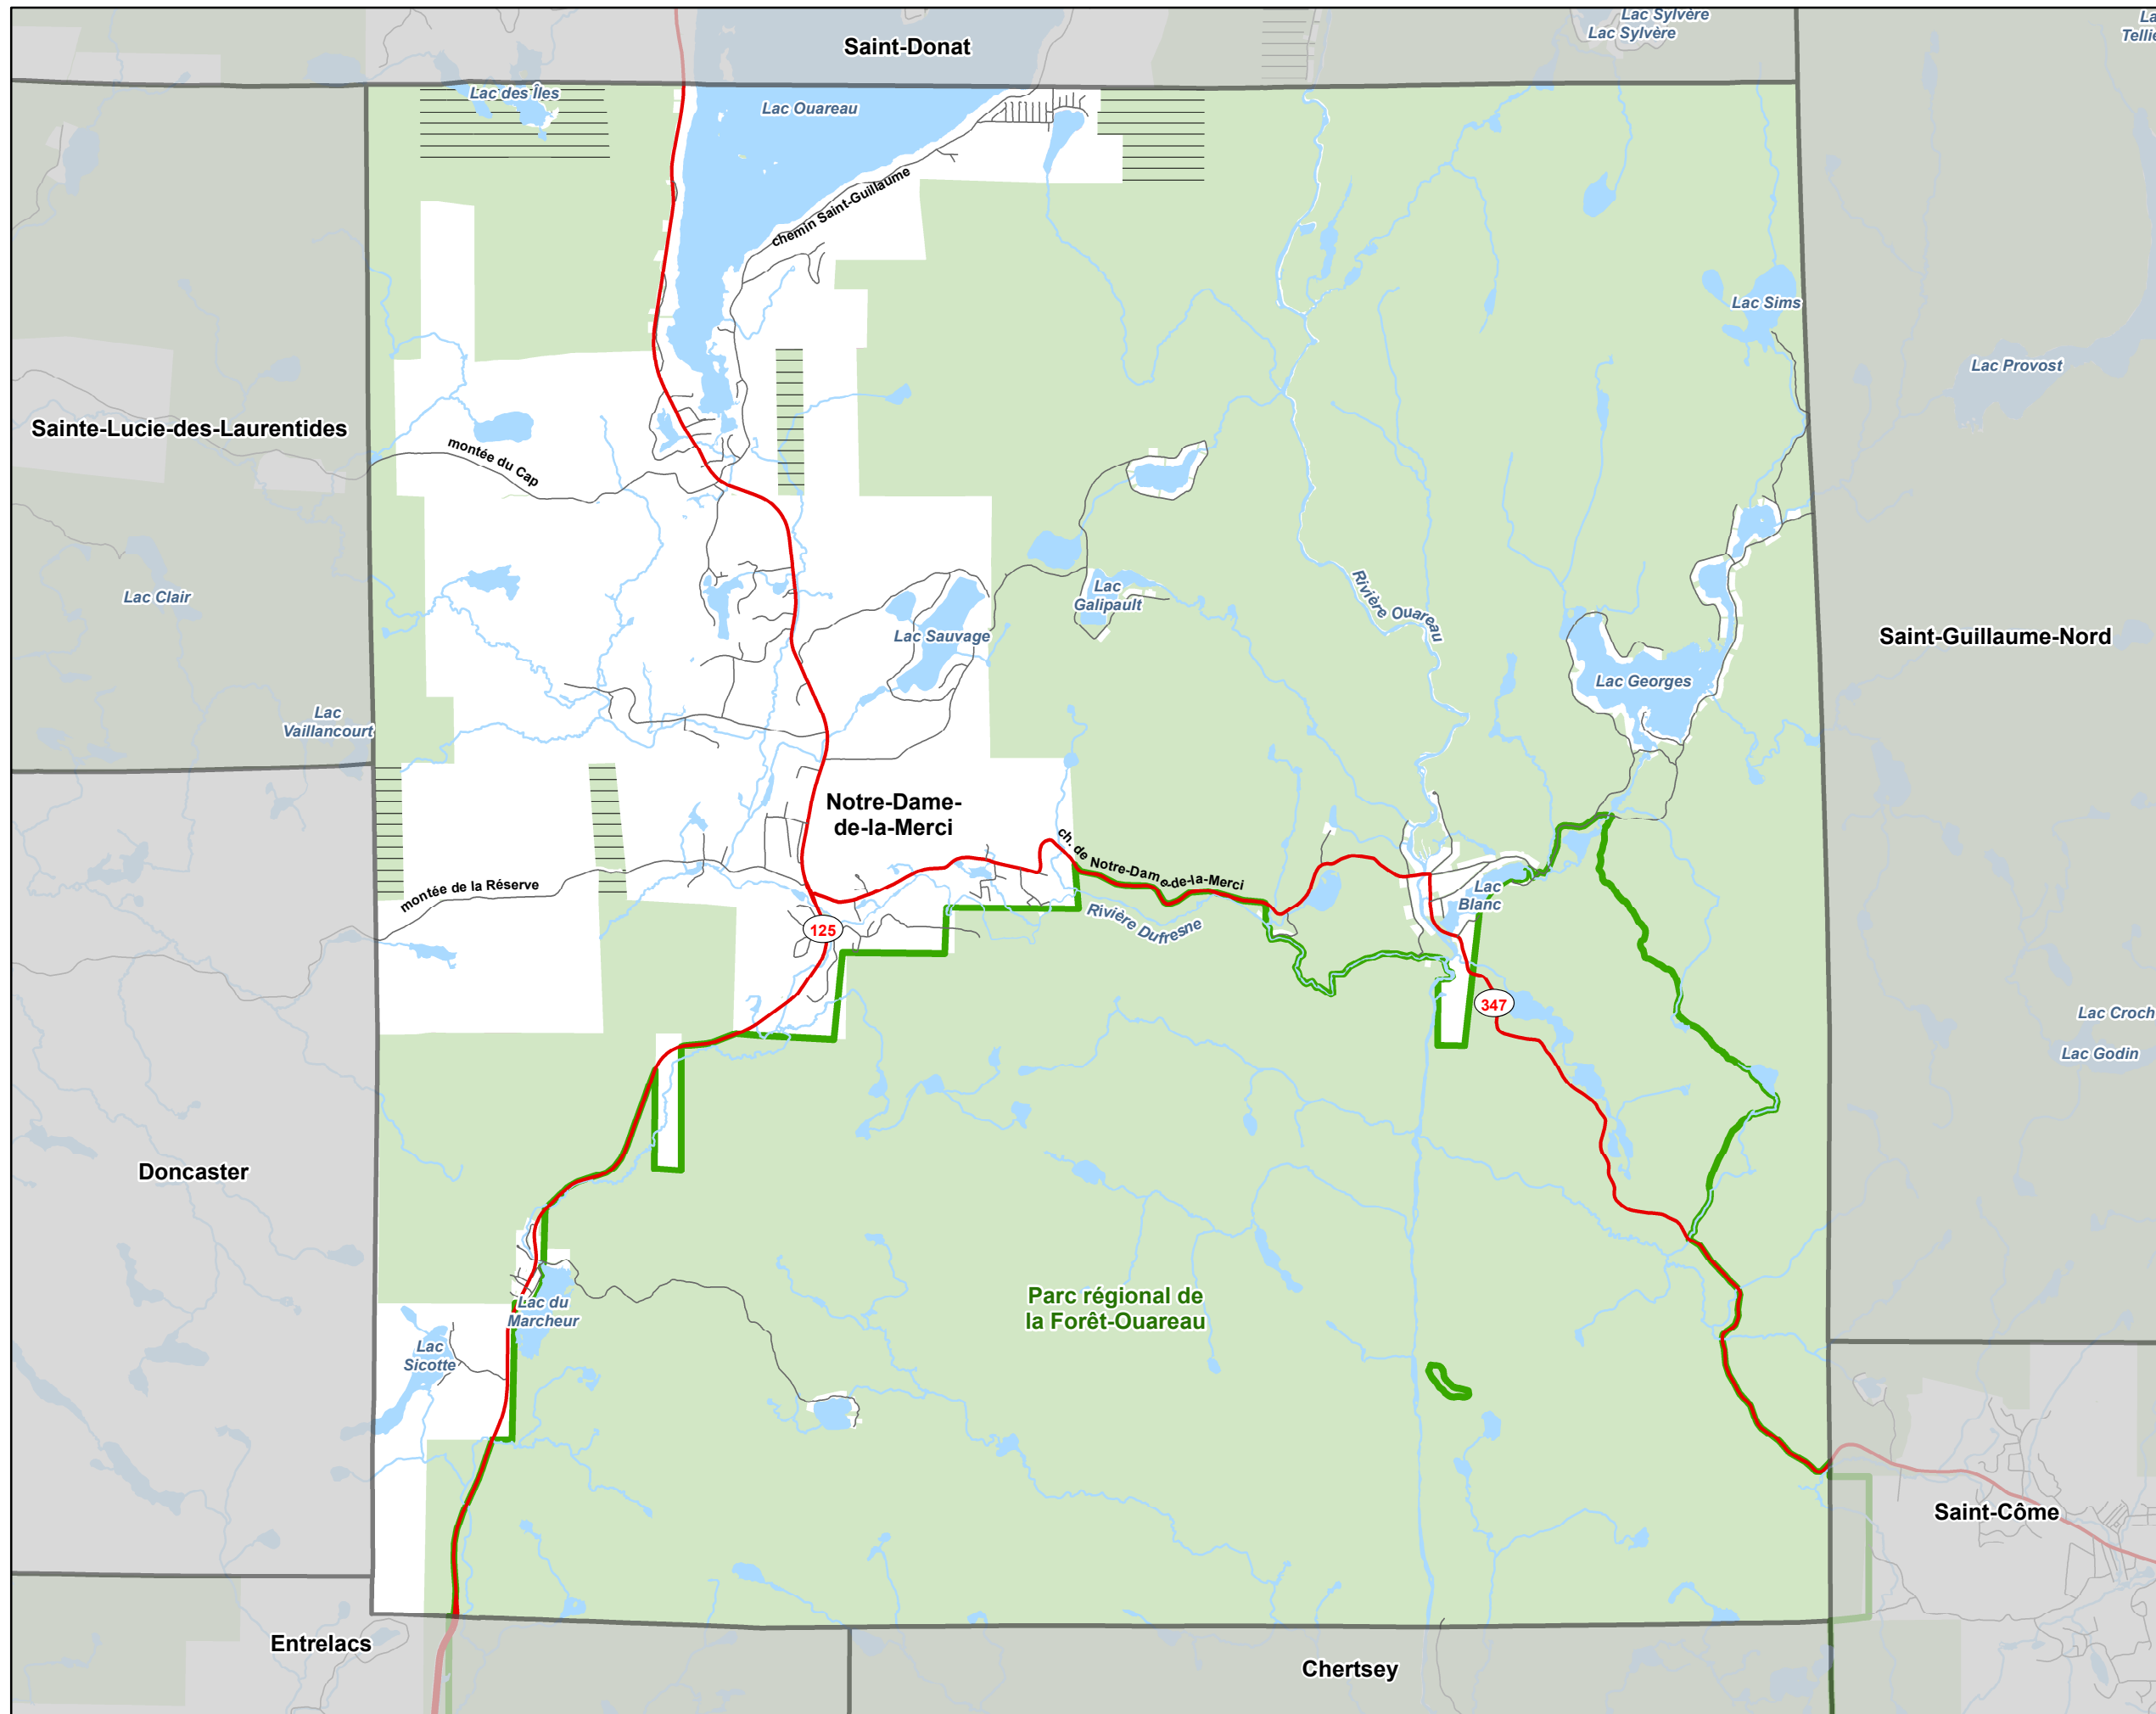 Lac Sylvère
Lac Sylvère
La
Tellie
Saint-Donat
Lac des Îles
Lac Ouareau
chemin Saint-Guillaume
Lac Sims
Lac Provost
Sainte-Lucie-des-Laurentides
montée du Cap
Lac Clair
Lac
Galipault
Rivière Ouareau
Lac Sauvage
Saint-Guillaume-Nord
Lac Georges
Lac
Vaillancourt
Notre-Dame-
de-la-Merci
ch. de Notre-Dame-de-la-Merci
montée de la Réserve
Lac
Blanc
Rivière Dufresne
125
347
Lac Croch
Lac Godin
Doncaster
Parc régional de
la Forêt-Ouareau
Lac du
Marcheur
Lac
Sicotte
Saint-Côme
Entrelacs
Chertsey